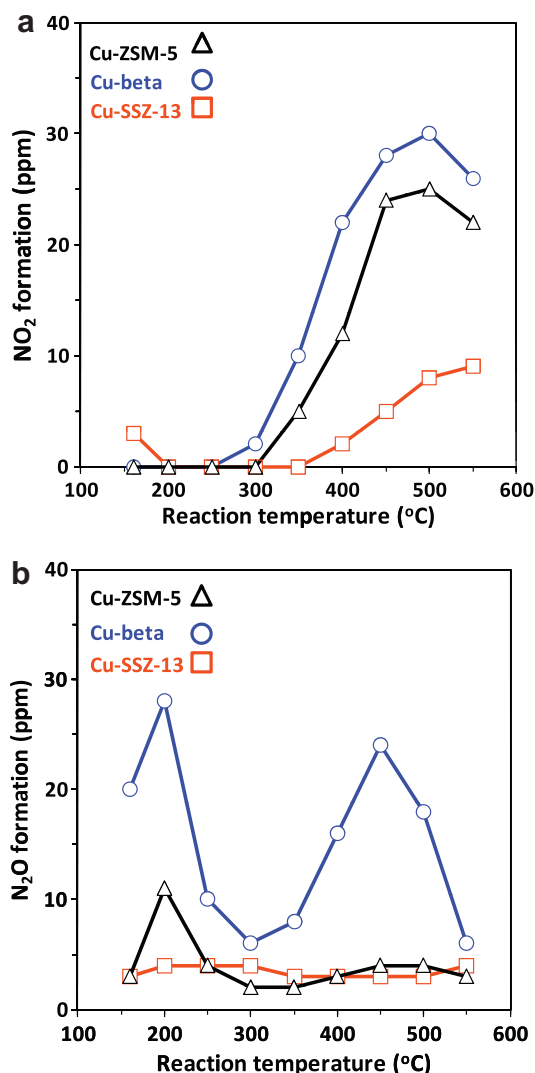 a
40
Cu-ZSM-5
Cu-beta
Cu-SSZ-13
30
20
10
0
NO₂ formation (ppm)
100 200 300 400 500 600
Reaction temperature (°C)
b
40
Cu-ZSM-5
Cu-beta
Cu-SSZ-13
30
20
10
0
N₂O formation (ppm)
100 200 300 400 500 600
Reaction temperature (°C)